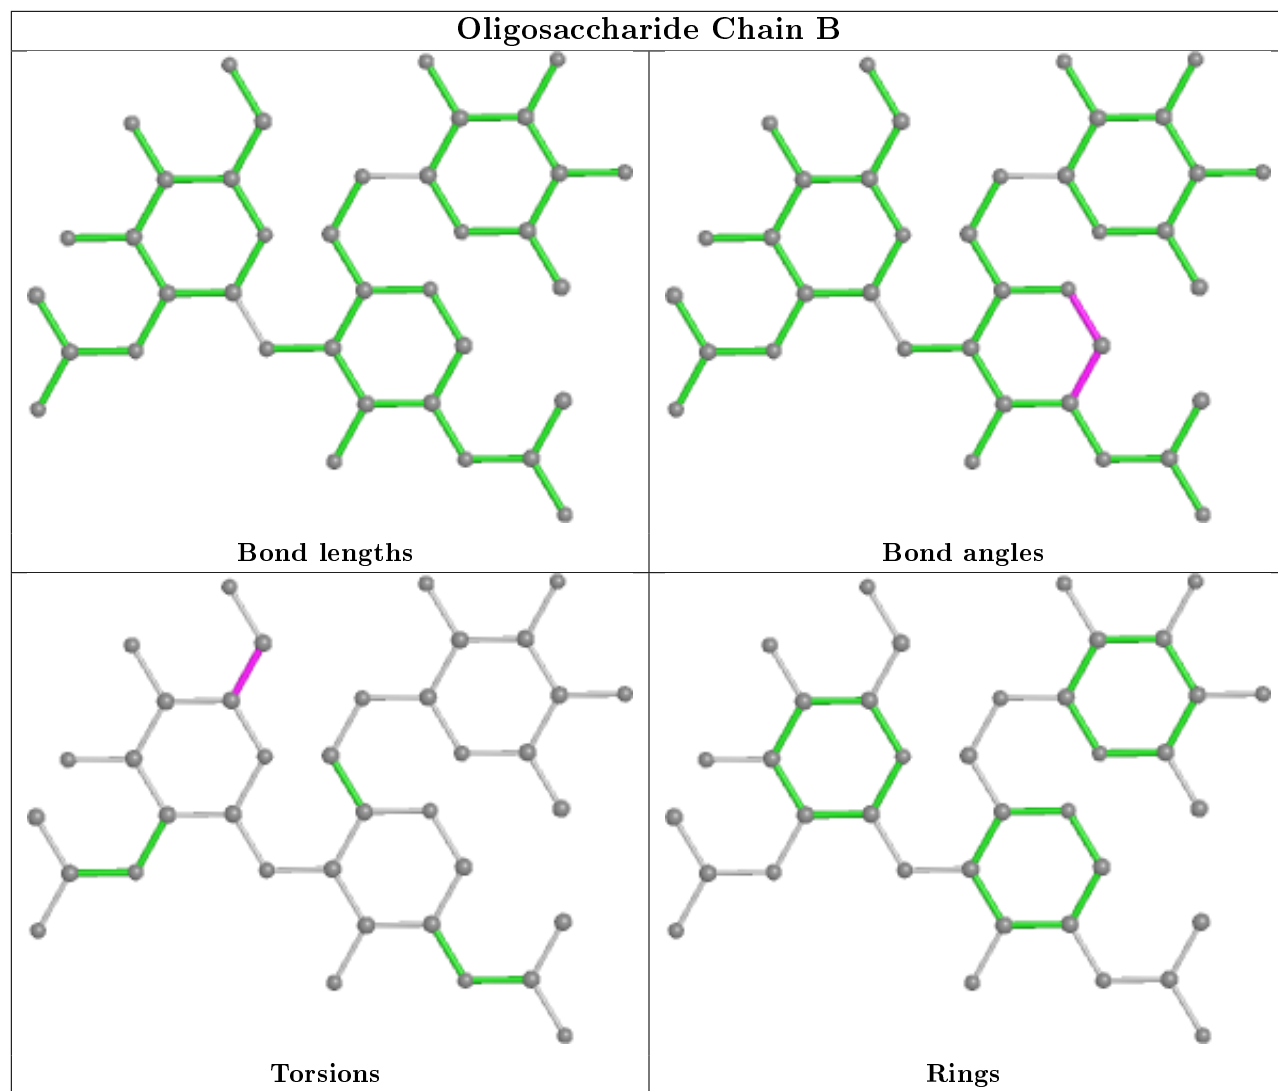 Oligosaccharide Chain B
Bond lengths
Bond angles
Torsions
Rings